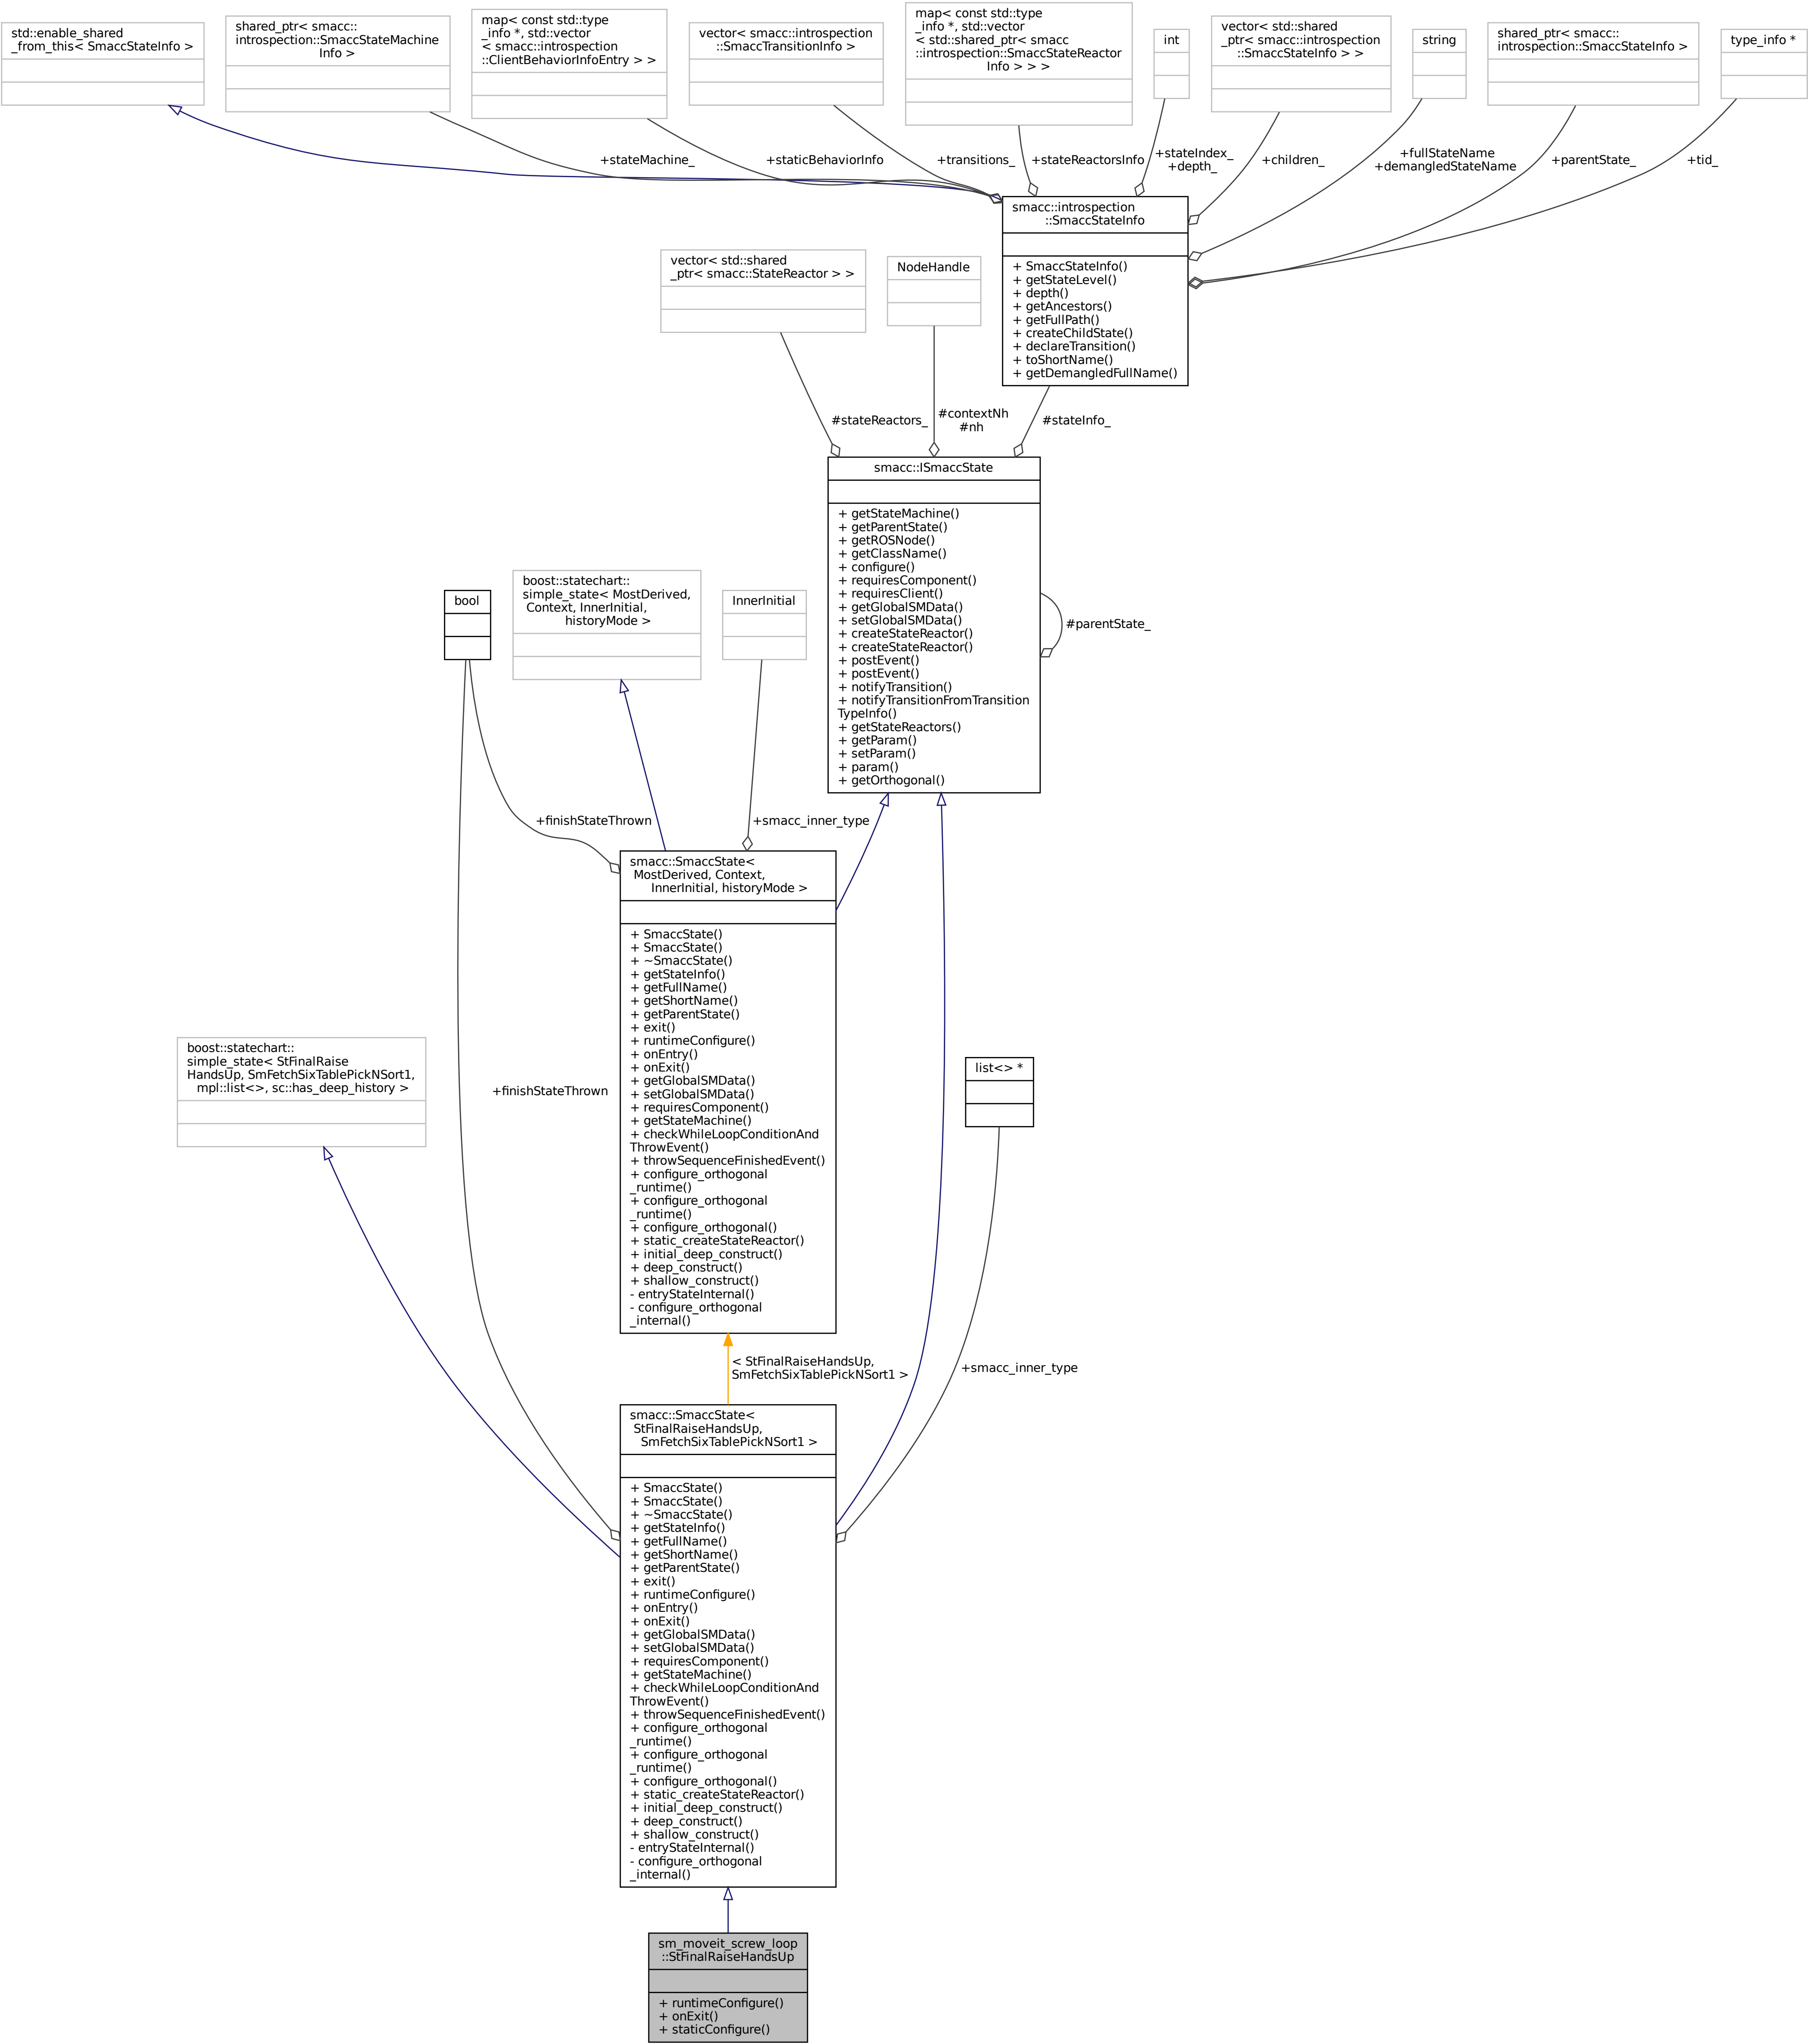 std::enable_shared
_from_this< SmaccStateInfo >
shared_ptr< smacc::
introspection::SmaccStateMachine
Info >
map< const std::type
_info *, std::vector
< smacc::introspection
::ClientBehaviorInfoEntry > >
vector< smacc::introspection
::SmaccTransitionInfo >
map< const std::type
_info *, std::vector
< std::shared_ptr< smacc
::introspection::SmaccStateReactor
Info > > >
int
vector< std::shared
_ptr< smacc::introspection
::SmaccStateInfo > >
string
shared_ptr< smacc::
introspection::SmaccStateInfo >
type_info *
+stateMachine_
+staticBehaviorInfo
+transitions_
+stateReactorsInfo
+stateIndex_
+depth_
+children_
+fullStateName
+demangledStateName
+parentState_
+tid_
smacc::introspection
::SmaccStateInfo
+ SmaccStateInfo()
+ getStateLevel()
+ depth()
+ getAncestors()
+ getFullPath()
+ createChildState()
+ declareTransition()
+ toShortName()
+ getDemangledFullName()
vector< std::shared
_ptr< smacc::StateReactor > >
NodeHandle
#stateReactors_
#contextNh
#nh
#stateInfo_
smacc::ISmaccState
+ getStateMachine()
+ getParentState()
+ getROSNode()
+ getClassName()
+ configure()
+ requiresComponent()
+ requiresClient()
+ getGlobalSMData()
+ setGlobalSMData()
+ createStateReactor()
+ createStateReactor()
+ postEvent()
+ postEvent()
+ notifyTransition()
+ notifyTransitionFromTransition
TypeInfo()
+ getStateReactors()
+ getParam()
+ setParam()
+ param()
+ getOrthogonal()
#parentState_
bool
boost::statechart::
simple_state< MostDerived,
Context, InnerInitial,
historyMode >
InnerInitial
+finishStateThrown
+smacc_inner_type
smacc::SmaccState<
MostDerived, Context,
InnerInitial, historyMode >
+ SmaccState()
+ SmaccState()
+ ~SmaccState()
+ getStateInfo()
+ getFullName()
+ getShortName()
+ getParentState()
+ exit()
+ runtimeConfigure()
+ onEntry()
+ onExit()
+ getGlobalSMData()
+ setGlobalSMData()
+ requiresComponent()
+ getStateMachine()
+ checkWhileLoopConditionAnd
ThrowEvent()
+ throwSequenceFinishedEvent()
+ configure_orthogonal
_runtime()
+ configure_orthogonal
_runtime()
+ configure_orthogonal()
+ static_createStateReactor()
+ initial_deep_construct()
+ deep_construct()
+ shallow_construct()
- entryStateInternal()
- configure_orthogonal
_internal()
boost::statechart::
simple_state< StFinalRaise
HandsUp, SmFetchSixTablePickNSort1,
mpl::list<>, sc::has_deep_history >
+finishStateThrown
list<> *
< StFinalRaiseHandsUp,
SmFetchSixTablePickNSort1 >
+smacc_inner_type
smacc::SmaccState<
StFinalRaiseHandsUp,
SmFetchSixTablePickNSort1 >
+ SmaccState()
+ SmaccState()
+ ~SmaccState()
+ getStateInfo()
+ getFullName()
+ getShortName()
+ getParentState()
+ exit()
+ runtimeConfigure()
+ onEntry()
+ onExit()
+ getGlobalSMData()
+ setGlobalSMData()
+ requiresComponent()
+ getStateMachine()
+ checkWhileLoopConditionAnd
ThrowEvent()
+ throwSequenceFinishedEvent()
+ configure_orthogonal
_runtime()
+ configure_orthogonal
_runtime()
+ configure_orthogonal()
+ static_createStateReactor()
+ initial_deep_construct()
+ deep_construct()
+ shallow_construct()
- entryStateInternal()
- configure_orthogonal
_internal()
sm_moveit_screw_loop
::StFinalRaiseHandsUp
+ runtimeConfigure()
+ onExit()
+ staticConfigure()